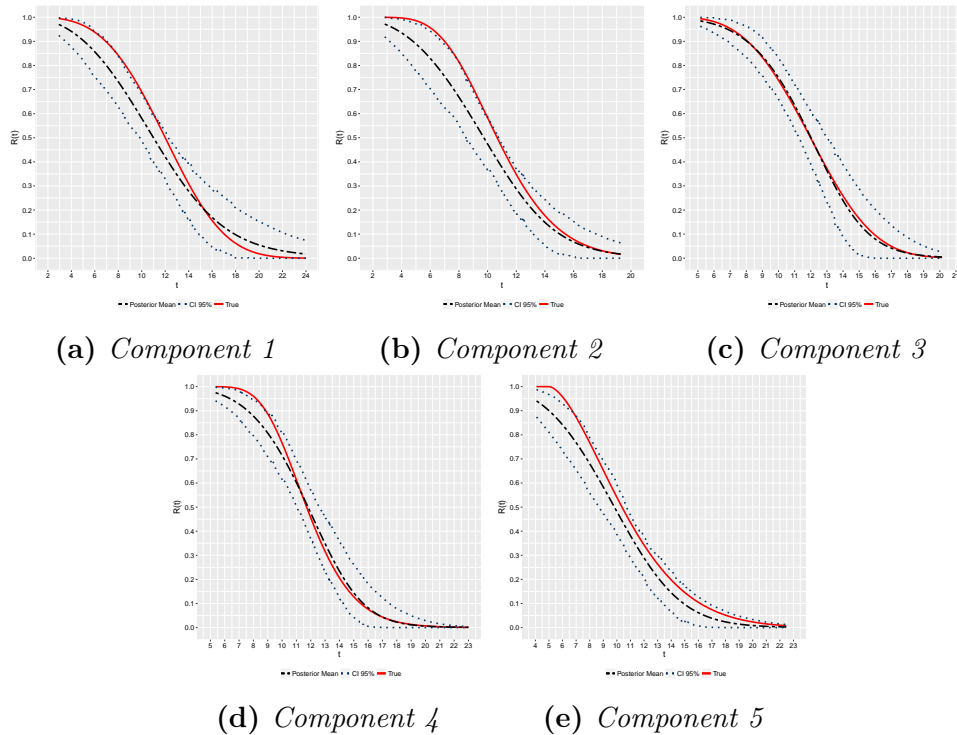 1.0
0.9
0.8
0.7
0.6
0.5
0.4
0.3
0.2
0.1
0.0
R(t)
2 4 6 8 10 12 14 16 18 20 22 24
t
Posterior Mean CI 95% True
(a) Component 1
1.0
0.9
0.8
0.7
0.6
0.5
0.4
0.3
0.2
0.1
0.0
R(t)
2 4 6 8 10 12 14 16 18 20
t
Posterior Mean CI 95% True
(b) Component 2
1.0
0.9
0.8
0.7
0.6
0.5
0.4
0.3
0.2
0.1
0.0
R(t)
5 6 7 8 9 10 11 12 13 14 15 16 17 18 19 20 21
t
Posterior Mean CI 95% True
(c) Component 3
1.0
0.9
0.8
0.7
0.6
0.5
0.4
0.3
0.2
0.1
0.0
R(t)
5 6 7 8 9 10 11 12 13 14 15 16 17 18 19 20 21 22 23
t
Posterior Mean CI 95% True
(d) Component 4
1.0
0.9
0.8
0.7
0.6
0.5
0.4
0.3
0.2
0.1
0.0
R(t)
4 5 6 7 8 9 10 11 12 13 14 15 16 17 18 19 20 21 22 23
t
Posterior Mean CI 95% True
(e) Component 5